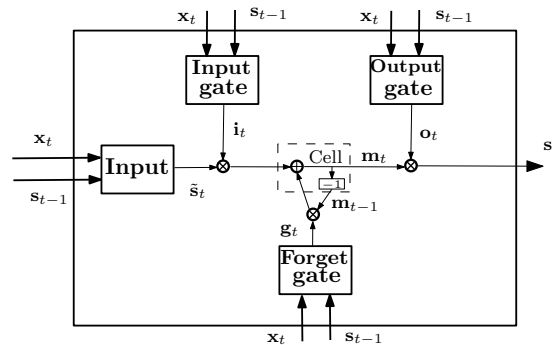 x_t s_{t−1} x_t s_{t−1}
Input gate
Output gate
x_t
i_t
o_t
Input
Cell
m_t
s
s_{t−1}
s̃_t
−1
m_{t−1}
g_t
Forget gate
x_t s_{t−1}